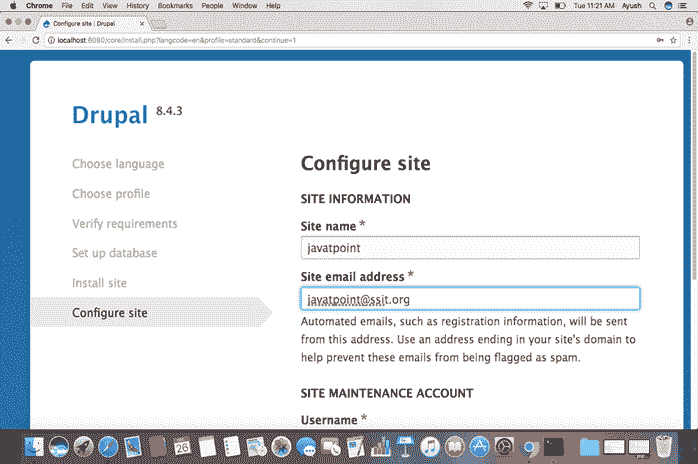 Chrome File Edit View History Bookmarks People Window Help Tue 11:21 AM Ayush
Configure site | Drupal
Ayush
localhost:8080/core/install.php?langcode=en&profile=standard&continue=1
Drupal 8.4.3
Choose language
Choose profile
Verify requirements
Set up database
Install site
Configure site
Configure site
SITE INFORMATION
Site name *
javatpoint
Site email address *
javatpoint@ssit.org
Automated emails, such as registration information, will be sent
from this address. Use an address ending in your site's domain to
help prevent these emails from being flagged as spam.
SITE MAINTENANCE ACCOUNT
Username *
26